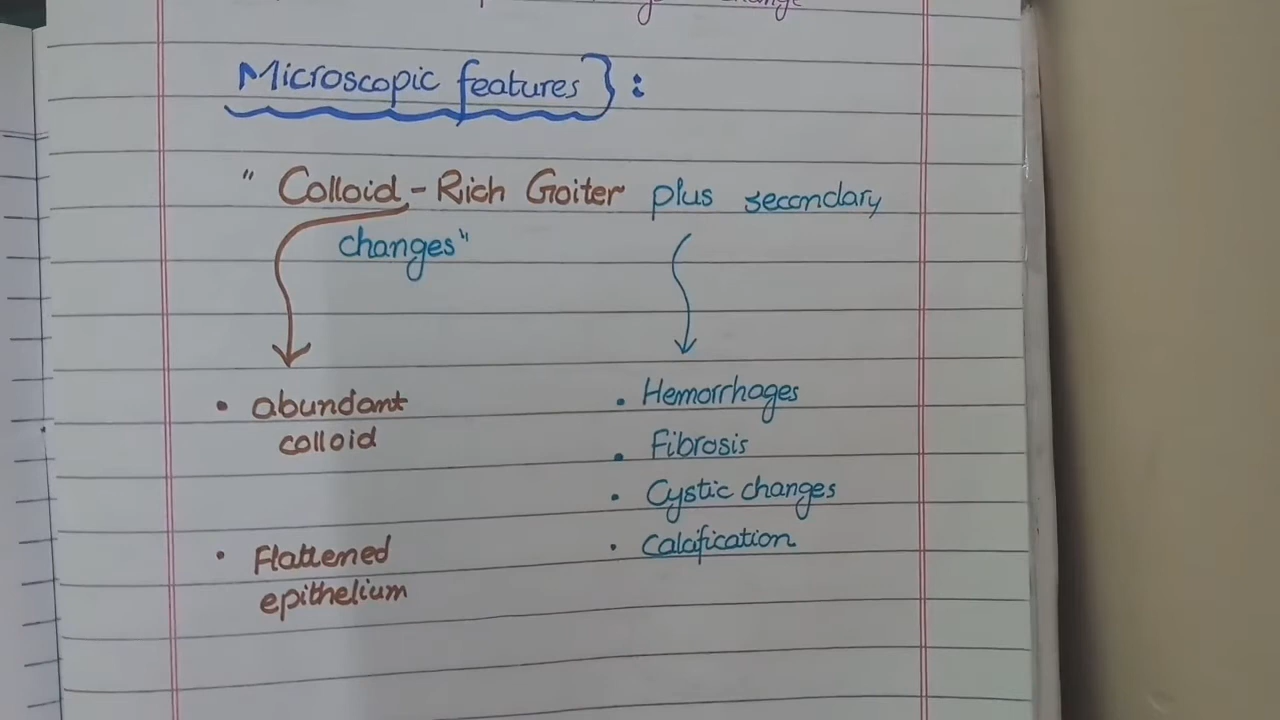 Microscopic features } :
" Colloid - Rich Goiter plus secondary
changes"
• abundant
colloid
• Flattened
epithelium
• Hemorrhages
• Fibrosis
• Cystic changes
• Calcification